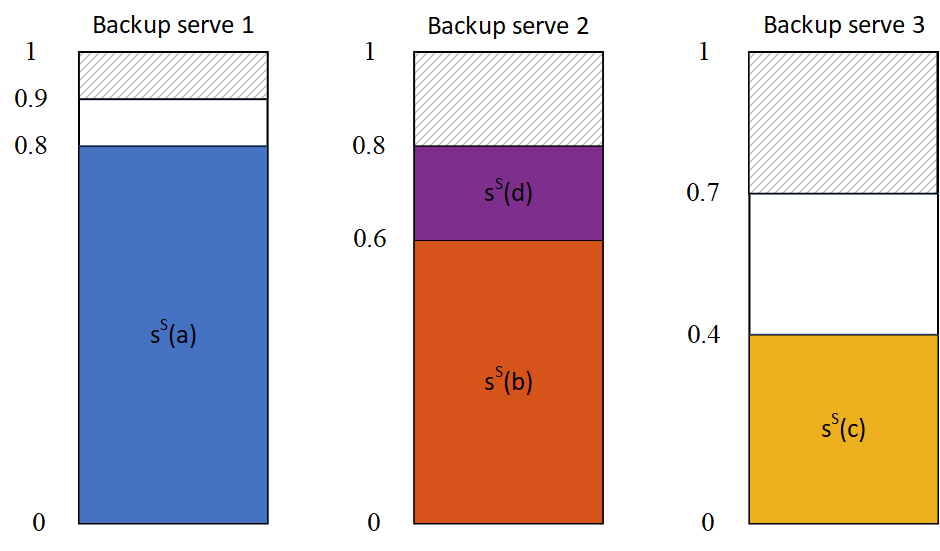 Backup serve 1
1
0.9
0.8
s^S(a)
0
Backup serve 2
1
0.8
s^S(d)
0.6
s^S(b)
0
Backup serve 3
1
0.7
0.4
s^S(c)
0